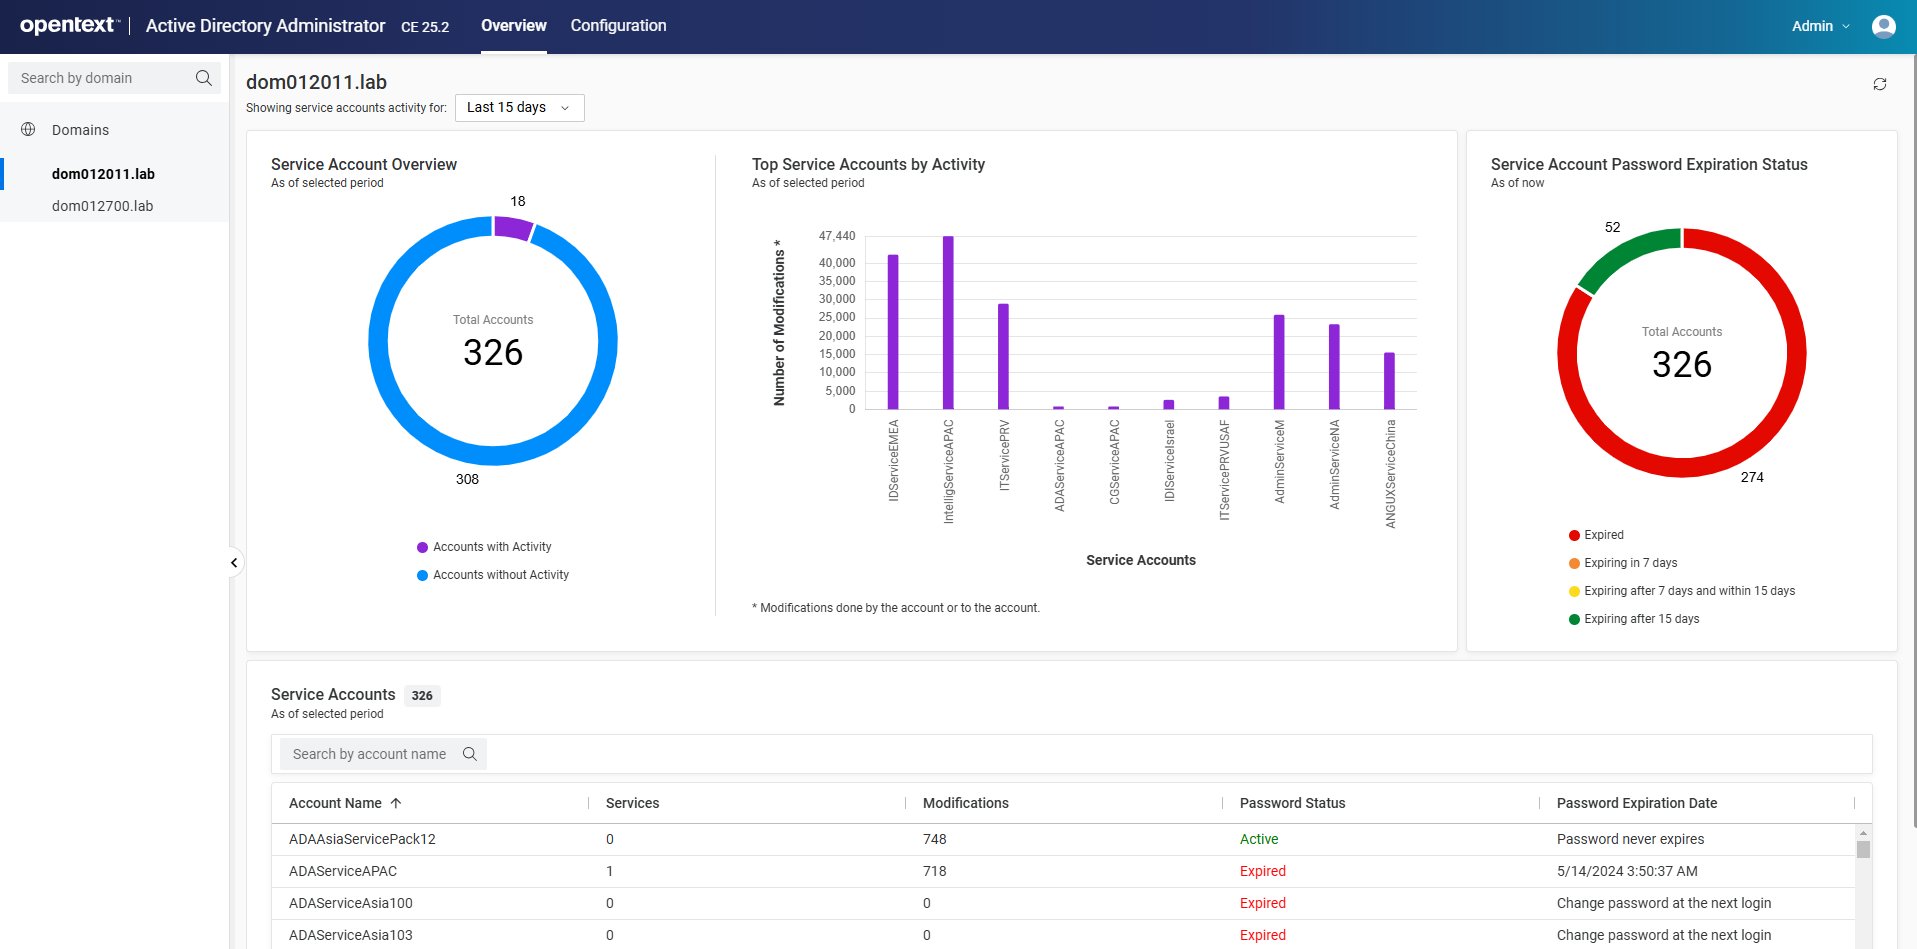 opentext™ | Active Directory Administrator CE 25.2 Overview Configuration Admin
Search by domain
Domains
dom012011.lab
dom012700.lab
dom012011.lab
Showing service accounts activity for: Last 15 days
Service Account Overview
As of selected period
18
Total Accounts
326
308
Accounts with Activity
Accounts without Activity
Top Service Accounts by Activity
As of selected period
Number of Modifications *
47,440
40,000
35,000
30,000
25,000
20,000
15,000
10,000
5,000
0
IDServiceEMEA
IntelligServiceAPAC
ITServicePRV
ADAServiceAPAC
CGServiceAPAC
IDIServiceIsrael
ITServicePRVUSAF
AdminServiceM
AdminServiceNA
ANGUXServiceChina
Service Accounts
* Modifications done by the account or to the account.
Service Account Password Expiration Status
As of now
52
Total Accounts
326
274
Expired
Expiring in 7 days
Expiring after 7 days and within 15 days
Expiring after 15 days
Service Accounts 326
As of selected period
Search by account name
Account Name Services Modifications Password Status Password Expiration Date
ADAAsiaServicePack12 0 748 Active Password never expires
ADAServiceAPAC 1 718 Expired 5/14/2024 3:50:37 AM
ADAServiceAsia100 0 0 Expired Change password at the next login
ADAServiceAsia103 0 0 Expired Change password at the next login